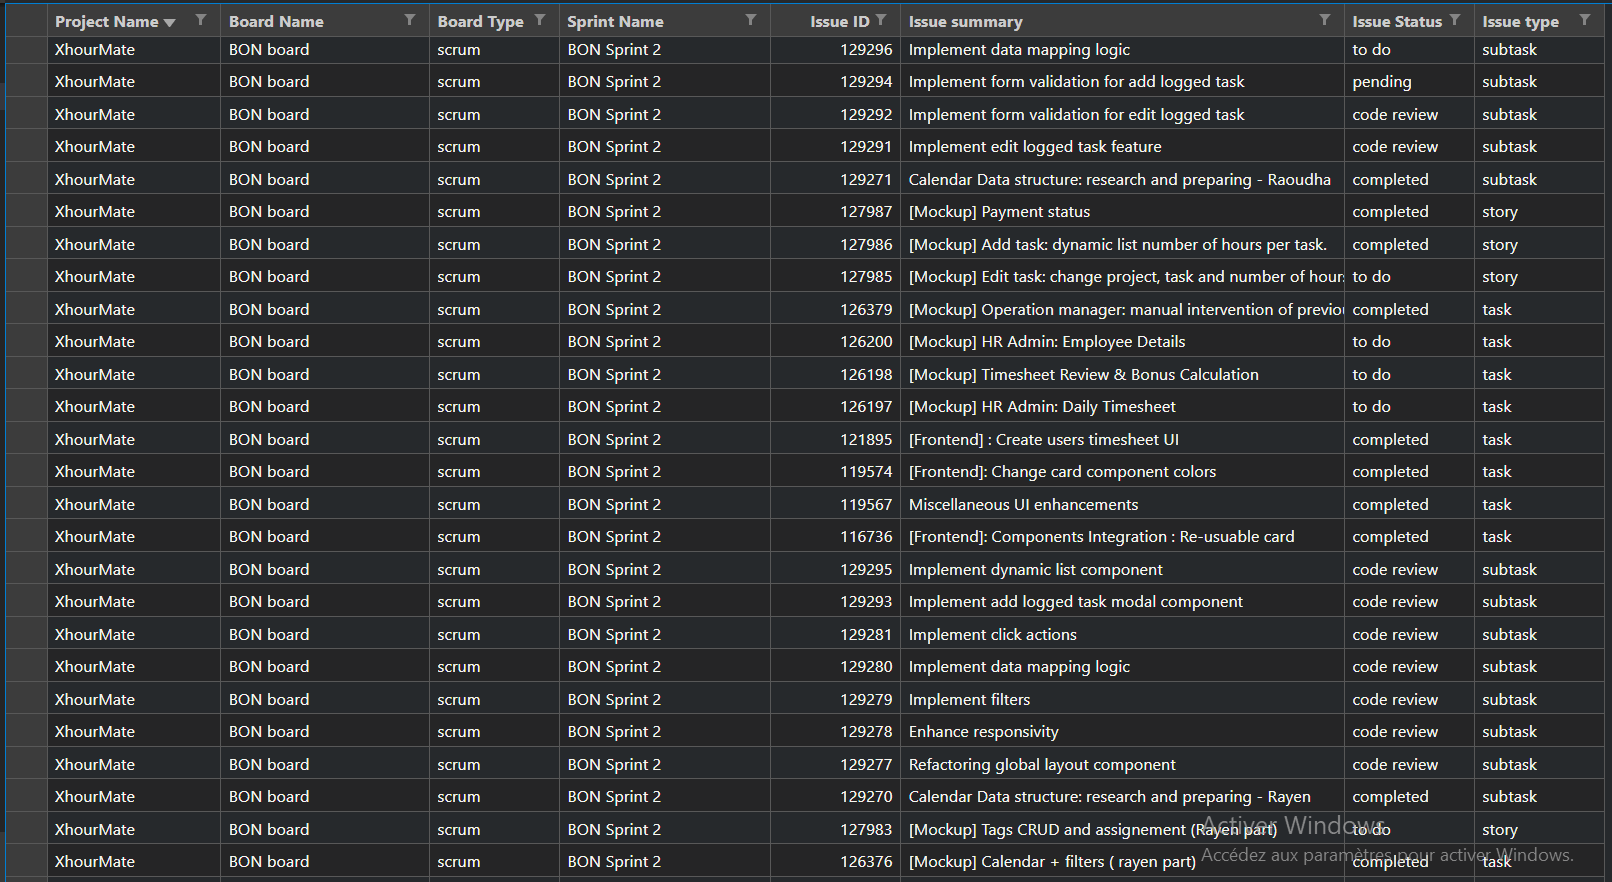 Project Name Board Name Board Type Sprint Name Issue ID Issue summary Issue Status Issue type
XhourMate BON board scrum BON Sprint 2 129296 Implement data mapping logic to do subtask
XhourMate BON board scrum BON Sprint 2 129294 Implement form validation for add logged task pending subtask
XhourMate BON board scrum BON Sprint 2 129292 Implement form validation for edit logged task code review subtask
XhourMate BON board scrum BON Sprint 2 129291 Implement edit logged task feature code review subtask
XhourMate BON board scrum BON Sprint 2 129271 Calendar Data structure: research and preparing - Raoudha completed subtask
XhourMate BON board scrum BON Sprint 2 127987 [Mockup] Payment status completed story
XhourMate BON board scrum BON Sprint 2 127986 [Mockup] Add task: dynamic list number of hours per task. completed story
XhourMate BON board scrum BON Sprint 2 127985 [Mockup] Edit task: change project, task and number of hour to do story
XhourMate BON board scrum BON Sprint 2 126379 [Mockup] Operation manager: manual intervention of previo completed task
XhourMate BON board scrum BON Sprint 2 126200 [Mockup] HR Admin: Employee Details to do task
XhourMate BON board scrum BON Sprint 2 126198 [Mockup] Timesheet Review & Bonus Calculation to do task
XhourMate BON board scrum BON Sprint 2 126197 [Mockup] HR Admin: Daily Timesheet to do task
XhourMate BON board scrum BON Sprint 2 121895 [Frontend] : Create users timesheet UI completed task
XhourMate BON board scrum BON Sprint 2 119574 [Frontend]: Change card component colors completed task
XhourMate BON board scrum BON Sprint 2 119567 Miscellaneous UI enhancements completed task
XhourMate BON board scrum BON Sprint 2 116736 [Frontend]: Components Integration : Re-usuable card completed task
XhourMate BON board scrum BON Sprint 2 129295 Implement dynamic list component code review subtask
XhourMate BON board scrum BON Sprint 2 129293 Implement add logged task modal component code review subtask
XhourMate BON board scrum BON Sprint 2 129281 Implement click actions code review subtask
XhourMate BON board scrum BON Sprint 2 129280 Implement data mapping logic code review subtask
XhourMate BON board scrum BON Sprint 2 129279 Implement filters code review subtask
XhourMate BON board scrum BON Sprint 2 129278 Enhance responsivity code review subtask
XhourMate BON board scrum BON Sprint 2 129277 Refactoring global layout component code review subtask
XhourMate BON board scrum BON Sprint 2 129270 Calendar Data structure: research and preparing - Rayen completed subtask
XhourMate BON board scrum BON Sprint 2 127983 [Mockup] Tags CRUD and assignement (Rayen part) to do story
XhourMate BON board scrum BON Sprint 2 126376 [Mockup] Calendar + filters ( rayen part) completed task
Activer Windows
Accédez aux paramètres pour activer Windows.